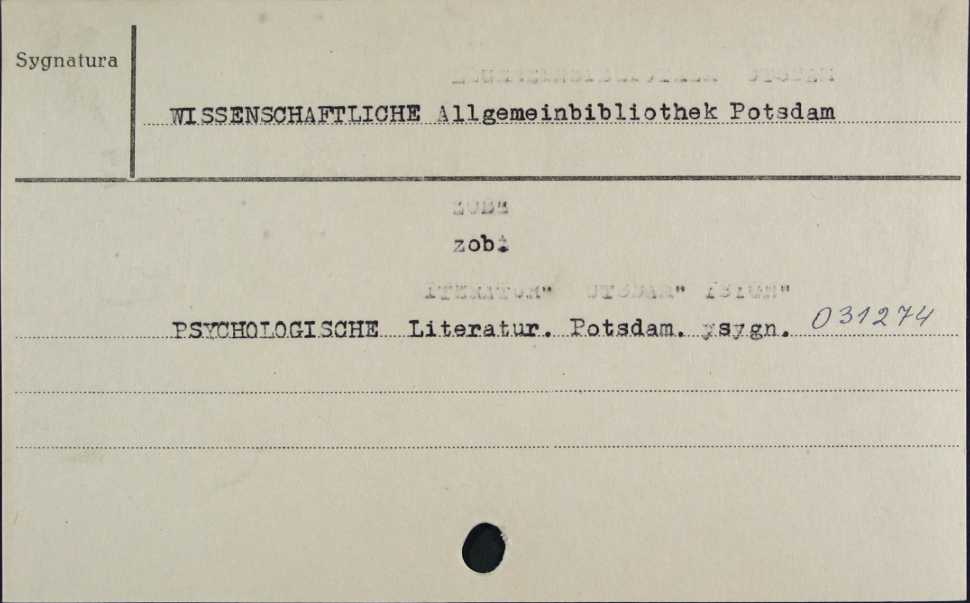 Sygnatura
WISSENSCHAFTLICHE Allgemeinbibliothek Potsdam
zob:
PSYCHOLOGISCHE Literatur. Potsdam. sygn. 031274